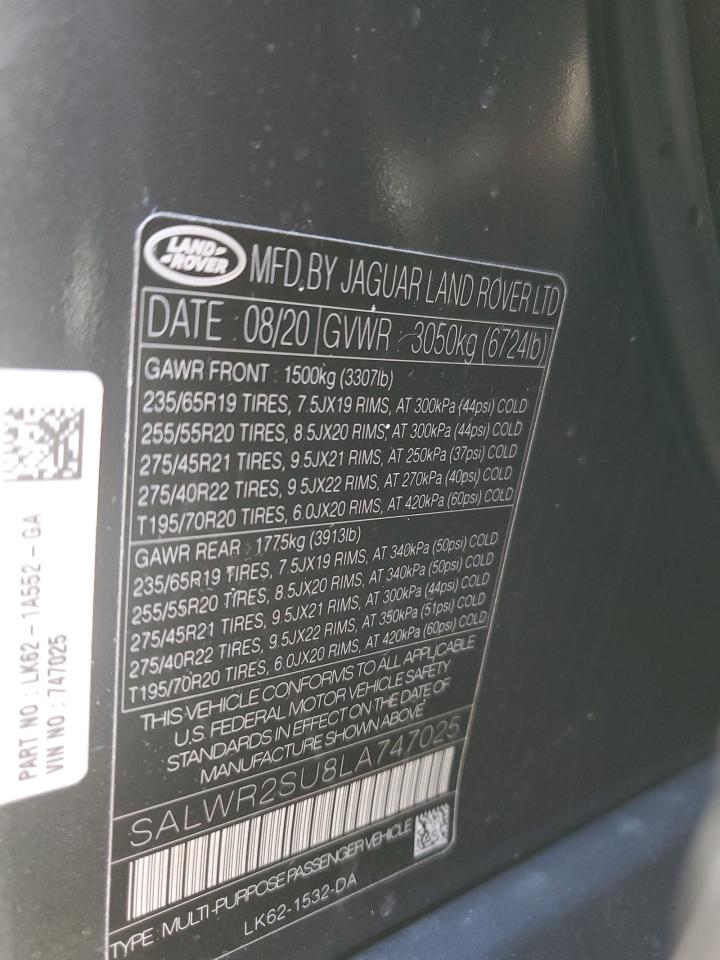 LAND-
-ROVER
MFD.BY JAGUAR LAND ROVER LTD
DATE 08/20 GVWR 3050kg (6724lb)
GAWR FRONT : 1500kg (3307lb)
235/65R19 TIRES, 7.5JX19 RIMS, AT 300kPa (44psi) COLD
255/55R20 TIRES, 8.5JX20 RIMS, AT 300kPa (44psi) COLD
275/45R21 TIRES, 9.5JX21 RIMS, AT 250kPa (37psi) COLD
275/40R22 TIRES, 9.5JX22 RIMS, AT 270kPa (40psi) COLD
T195/70R20 TIRES, 6.0JX20 RIMS, AT 420kPa (60psi) COLD
GAWR REAR : 1775kg (3913lb)
235/65R19 TIRES, 7.5JX19 RIMS, AT 340kPa (50psi) COLD
255/55R20 TIRES, 8.5JX20 RIMS, AT 340kPa (50psi) COLD
275/45R21 TIRES, 9.5JX21 RIMS, AT 300kPa (44psi) COLD
275/40R22 TIRES, 9.5JX22 RIMS, AT 350kPa (51psi) COLD
T195/70R20 TIRES, 6.0JX20 RIMS, AT 420kPa (60psi) COLD
THIS VEHICLE CONFORMS TO ALL APPLICABLE
U.S. FEDERAL MOTOR VEHICLE SAFETY
STANDARDS IN EFFECT ON THE DATE OF
MANUFACTURE SHOWN ABOVE
SALWR2SU8LA747025
TYPE : MULTI-PURPOSE PASSENGER VEHICLE
LK62-1532-DA
PART NO : LK62 - 1A552 - GA
VIN NO : 747025